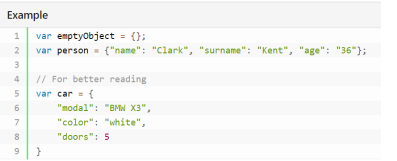 Example
1 var emptyObject = {};
2 var person = {"name": "Clark", "surname": "Kent", "age": "36"};
3
4 // For better reading
5 var car = {
6 "modal": "BMW X3",
7 "color": "white",
8 "doors": 5
9 }